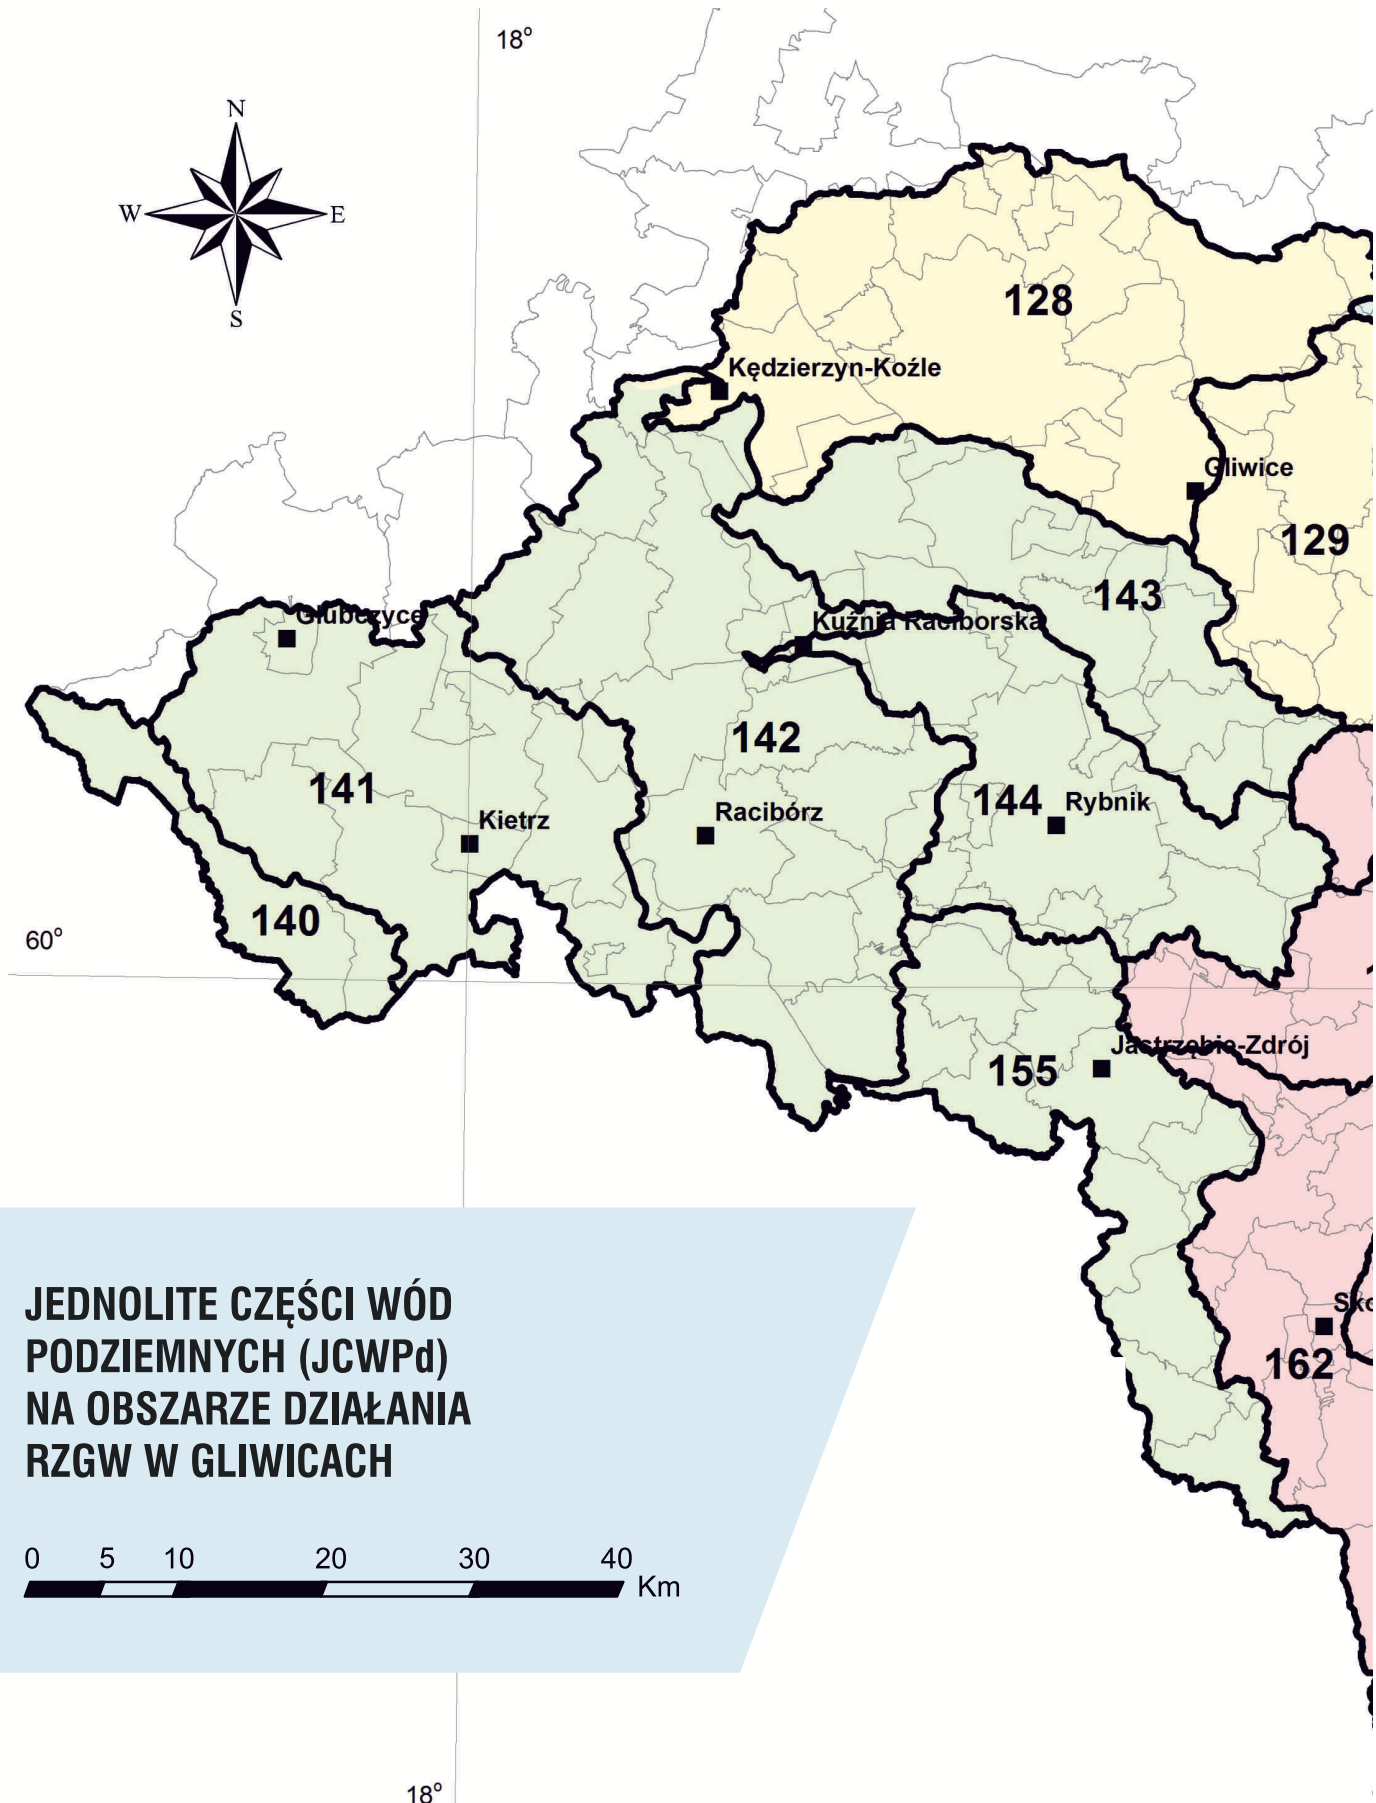 18°
N
W
E
S
128
Kędzierzyn-Koźle
Gliwice
129
143
Głubczyce
Kuźnia Raciborska
142
141
144
Rybnik
Racibórz
Kietrz
140
60°
155
Jastrzębie-Zdrój
162
JEDNOLITE CZĘŚCI WÓD
PODZIEMNYCH (JCWPd)
NA OBSZARZE DZIAŁANIA
RZGW W GLIWICACH
0 5 10 20 30 40
Km
18°